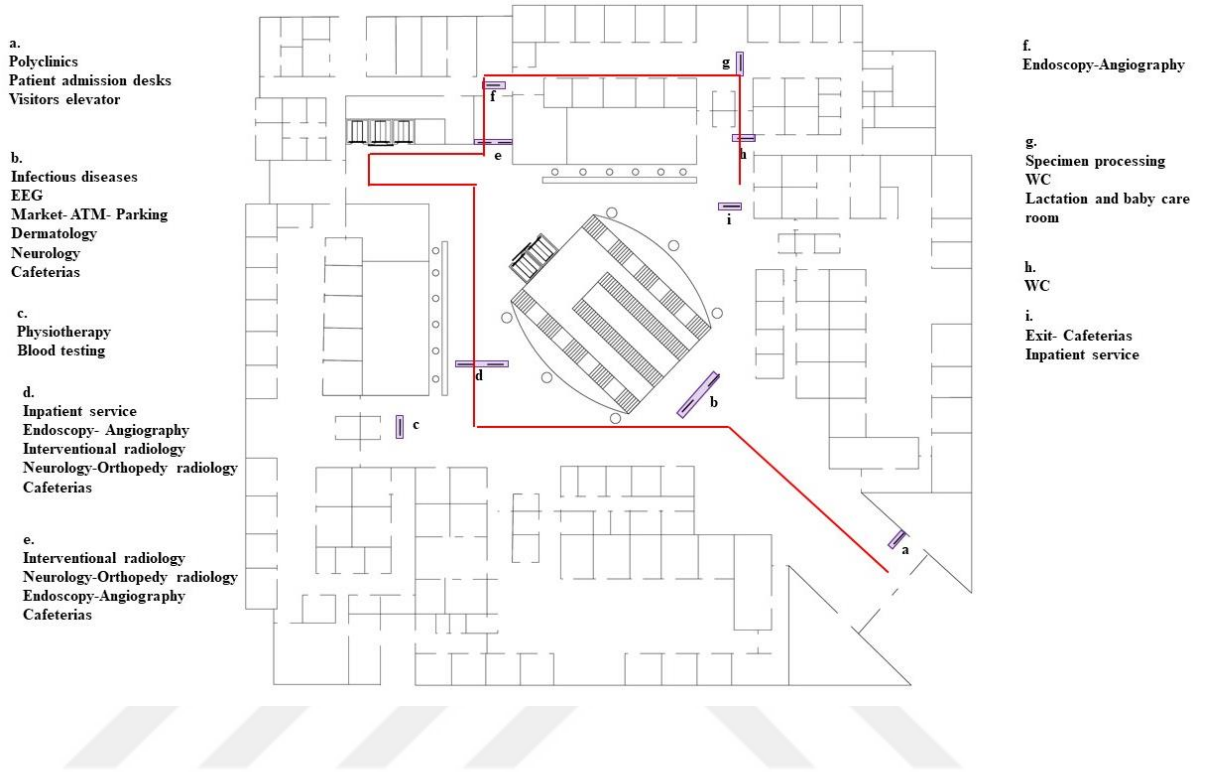 a.
Polyclinics
Patient admission desks
Visitors elevator
b.
Infectious diseases
EEG
Market- ATM- Parking
Dermatology
Neurology
Cafeterias
c.
Physiotherapy
Blood testing
d.
Inpatient service
Endoscopy- Angiography
Interventional radiology
Neurology-Orthopedy radiology
Cafeterias
e.
Interventional radiology
Neurology-Orthopedy radiology
Endoscopy-Angiography
Cafeterias
g
f
e
h
i
d
b
c
a
f.
Endoscopy-Angiography
g.
Specimen processing
WC
Lactation and baby care
room
h.
WC
i.
Exit- Cafeterias
Inpatient service